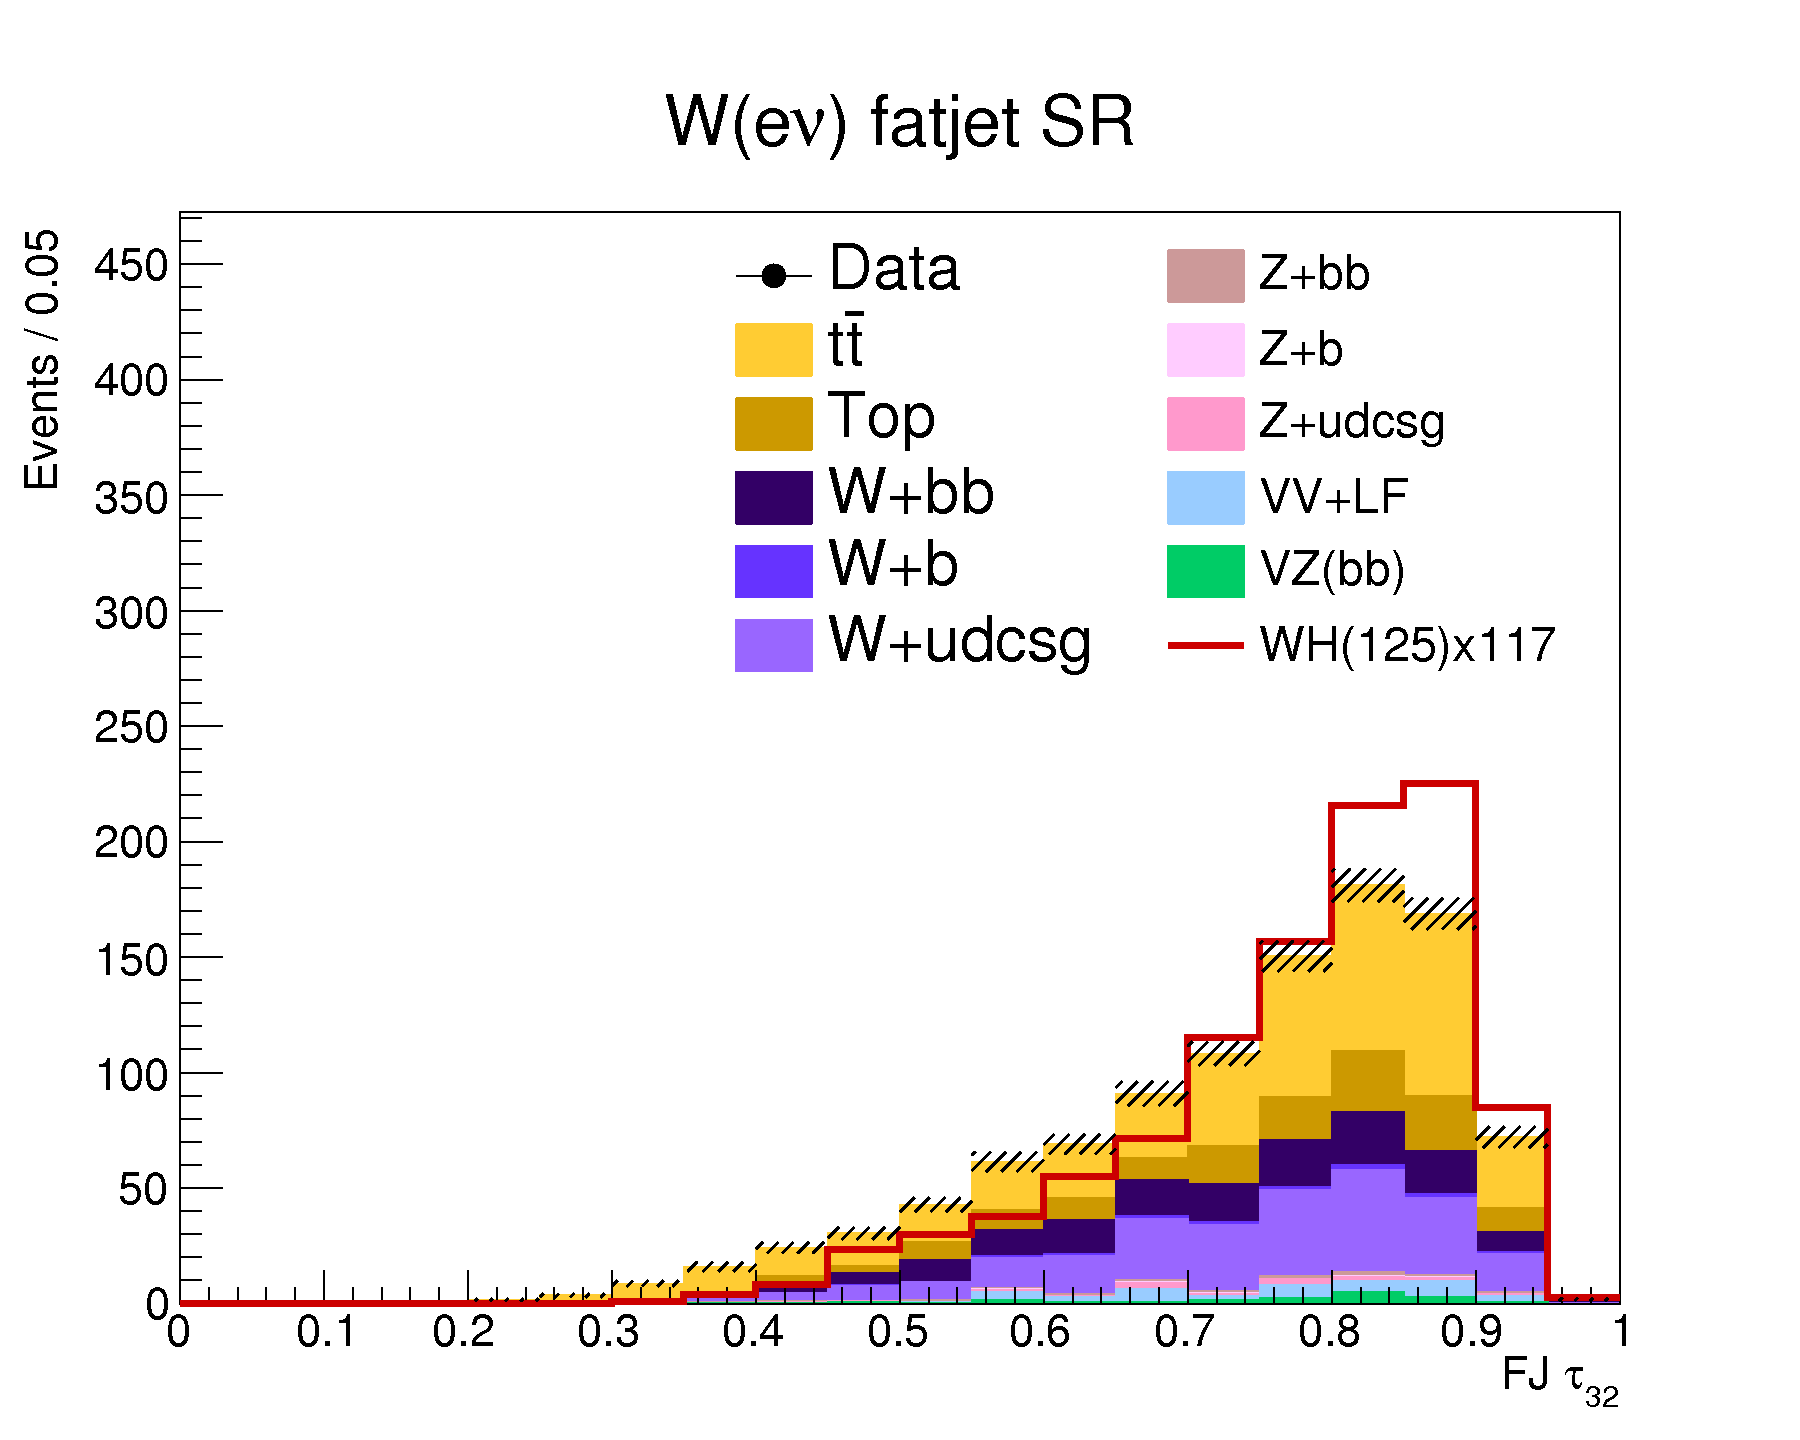 W(eν) fatjet SR
Events / 0.05
450
400
350
300
250
200
150
100
50
0
Data
tt̄
Top
W+bb
W+b
W+udcsg
Z+bb
Z+b
Z+udcsg
VV+LF
VZ(bb)
WH(125)x117
0 0.1 0.2 0.3 0.4 0.5 0.6 0.7 0.8 0.9 1
FJ τ32